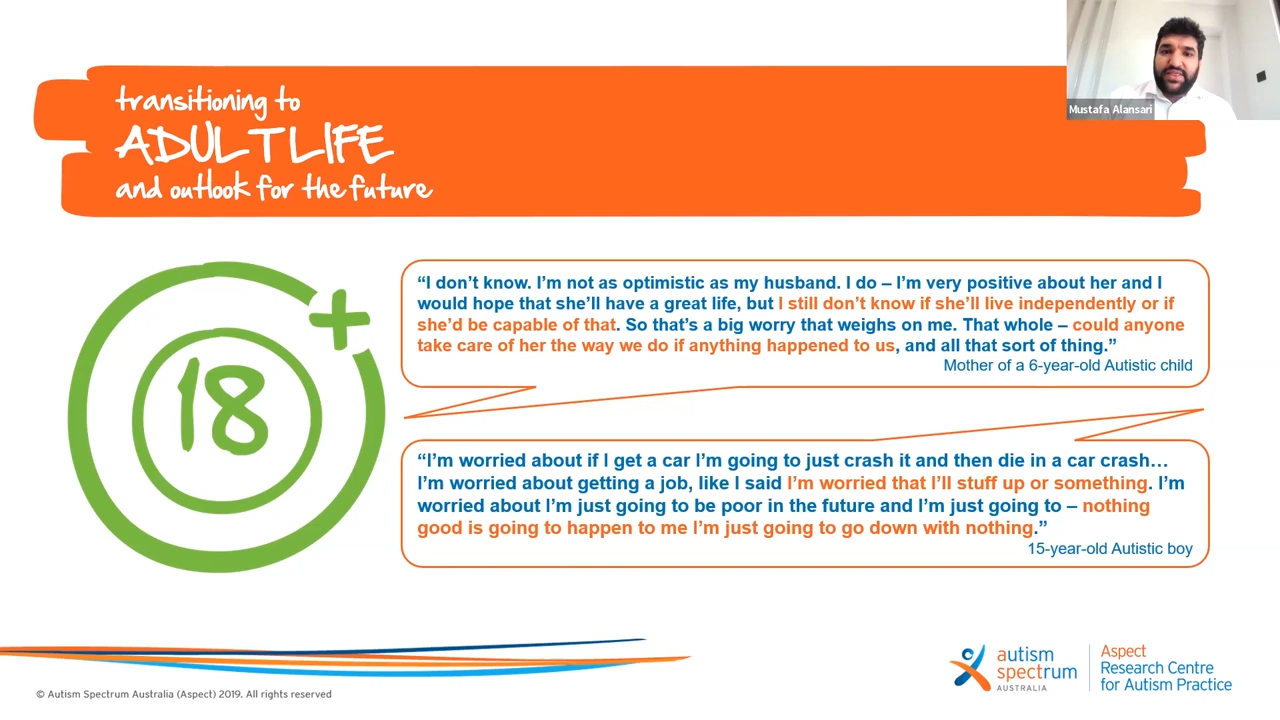 Mustafa Alansari
transitioning to
ADULT LIFE
and outlook for the future
18+
“I don’t know. I’m not as optimistic as my husband. I do – I’m very positive about her and I
would hope that she’ll have a great life, but I still don’t know if she’ll live independently or if
she’d be capable of that. So that’s a big worry that weighs on me. That whole – could anyone
take care of her the way we do if anything happened to us, and all that sort of thing.”
Mother of a 6-year-old Autistic child
“I’m worried about if I get a car I’m going to just crash it and then die in a car crash…
I’m worried about getting a job, like I said I’m worried that I’ll stuff up or something. I’m
worried about I’m just going to be poor in the future and I’m just going to – nothing
good is going to happen to me I’m just going to go down with nothing.”
15-year-old Autistic boy
© Autism Spectrum Australia (Aspect) 2019. All rights reserved
autism
spectrum
AUSTRALIA
Aspect
Research Centre
for Autism Practice